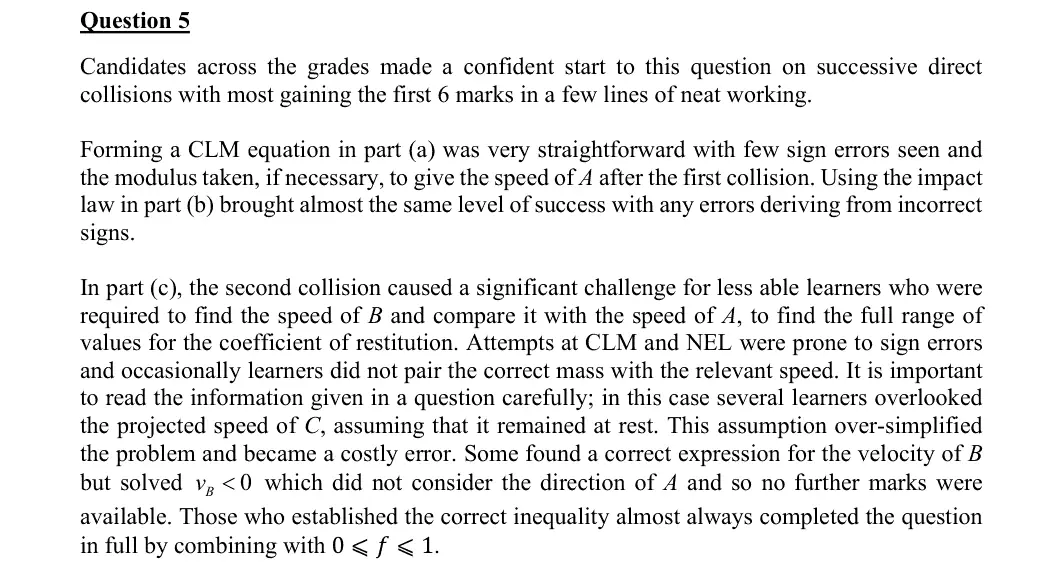 Question 5
Candidates across the grades made a confident start to this question on successive direct
collisions with most gaining the first 6 marks in a few lines of neat working.
Forming a CLM equation in part (a) was very straightforward with few sign errors seen and
the modulus taken, if necessary, to give the speed of A after the first collision. Using the impact
law in part (b) brought almost the same level of success with any errors deriving from incorrect
signs.
In part (c), the second collision caused a significant challenge for less able learners who were
required to find the speed of B and compare it with the speed of A, to find the full range of
values for the coefficient of restitution. Attempts at CLM and NEL were prone to sign errors
and occasionally learners did not pair the correct mass with the relevant speed. It is important
to read the information given in a question carefully; in this case several learners overlooked
the projected speed of C, assuming that it remained at rest. This assumption over-simplified
the problem and became a costly error. Some found a correct expression for the velocity of B
but solved v_B < 0 which did not consider the direction of A and so no further marks were
available. Those who established the correct inequality almost always completed the question
in full by combining with 0 ⩽ f ⩽ 1.